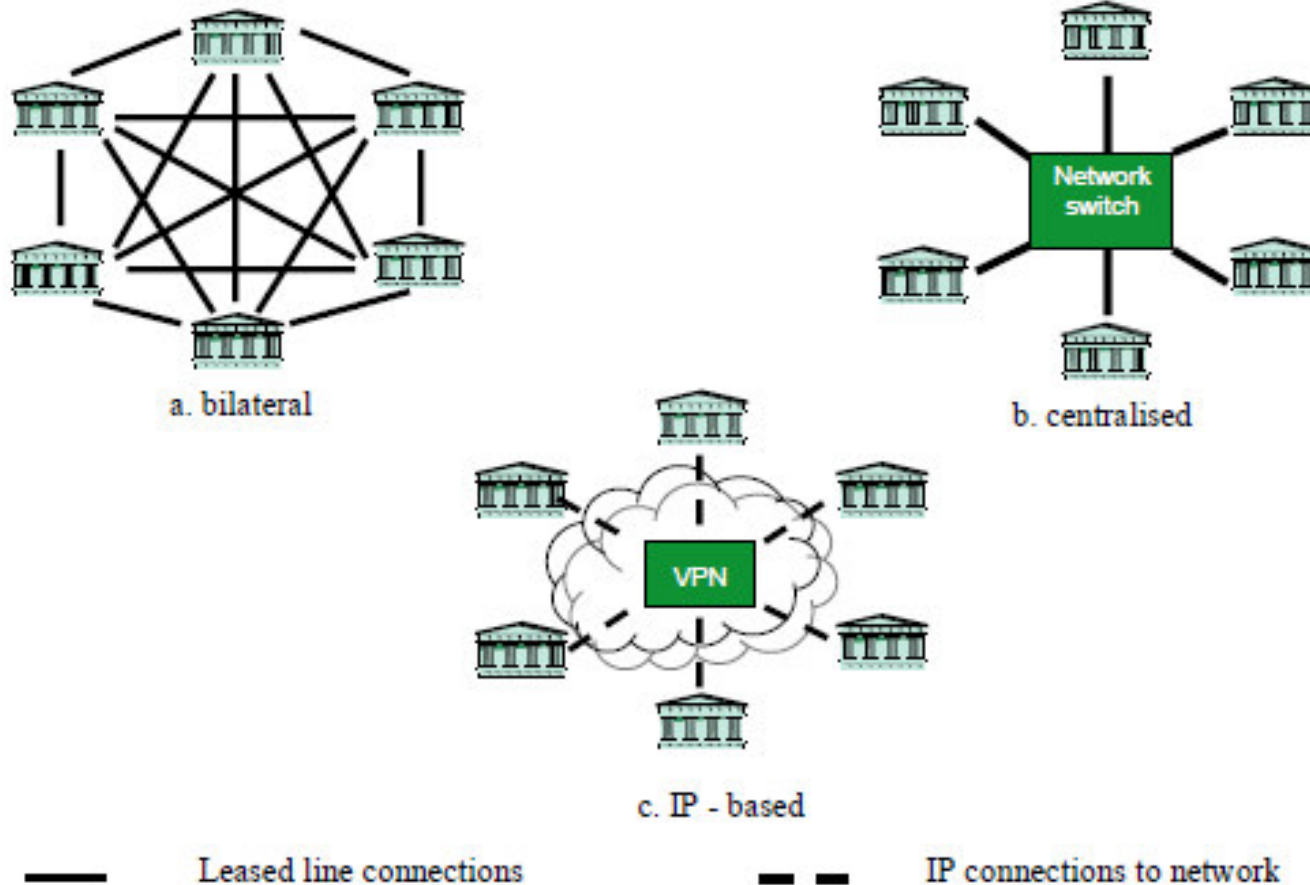 Network
switch
a. bilateral
b. centralised
VPN
c. IP - based
Leased line connections
IP connections to network